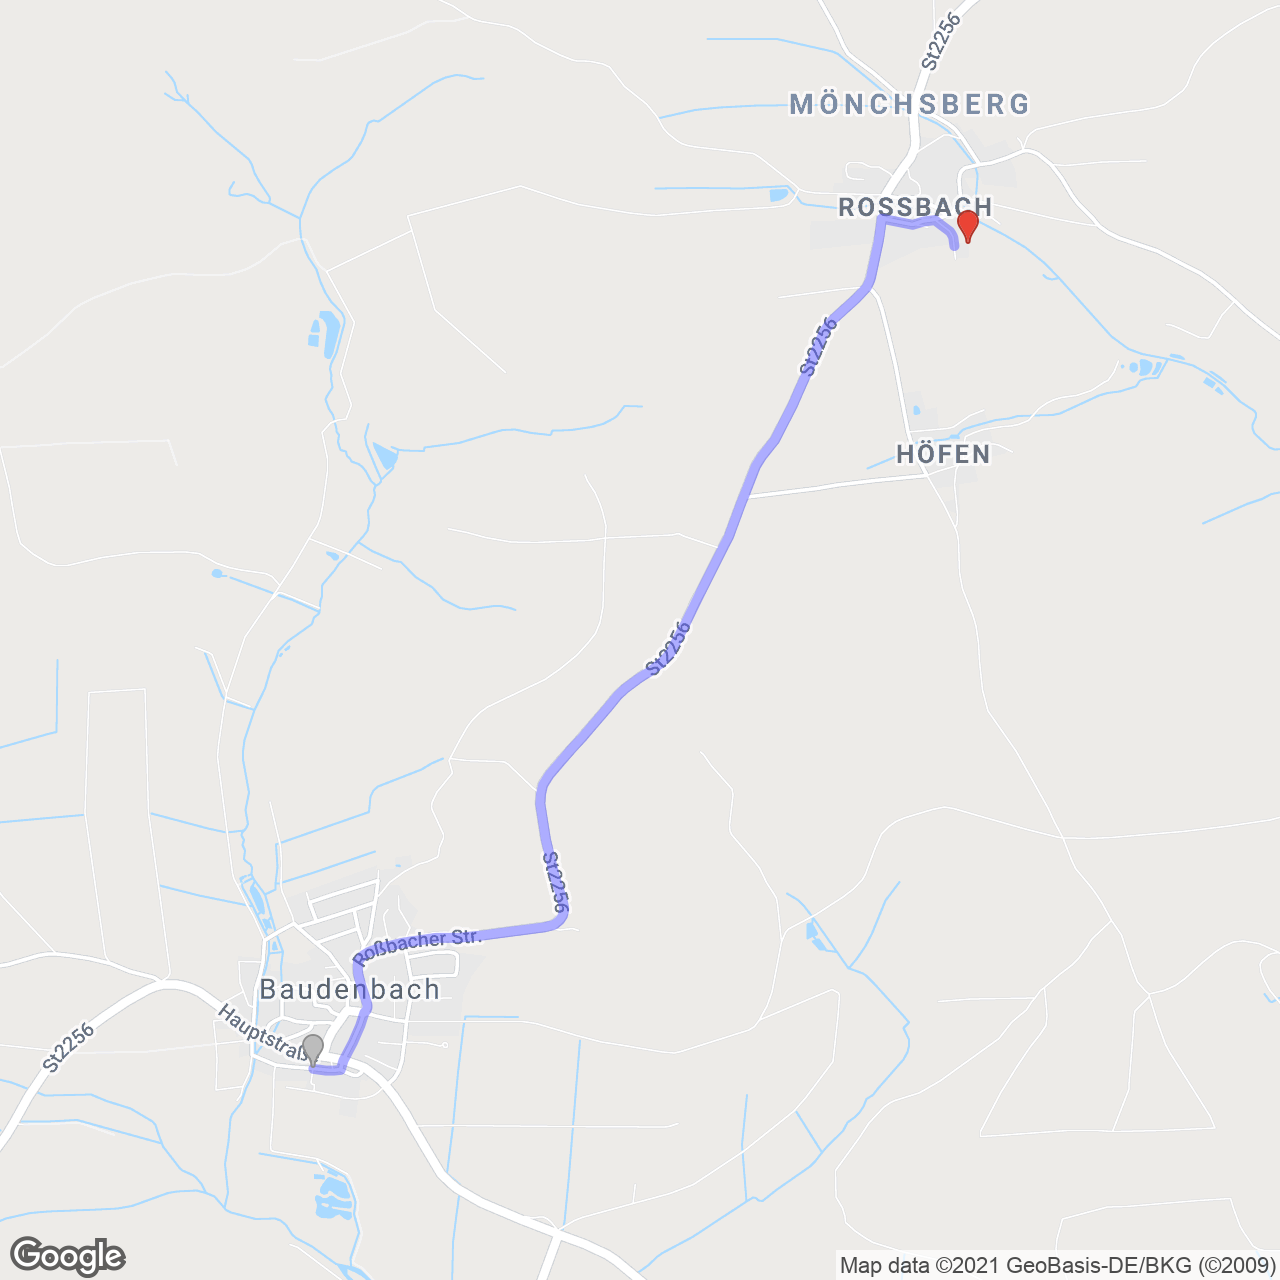 St2256
MÖNCHSBERG
ROSSBACH
St2256
HÖFEN
St2256
St2256
Roßbacher Str.
Baudenbach
Hauptstraß
St2256
Google
Map data ©2021 GeoBasis-DE/BKG (©2009)